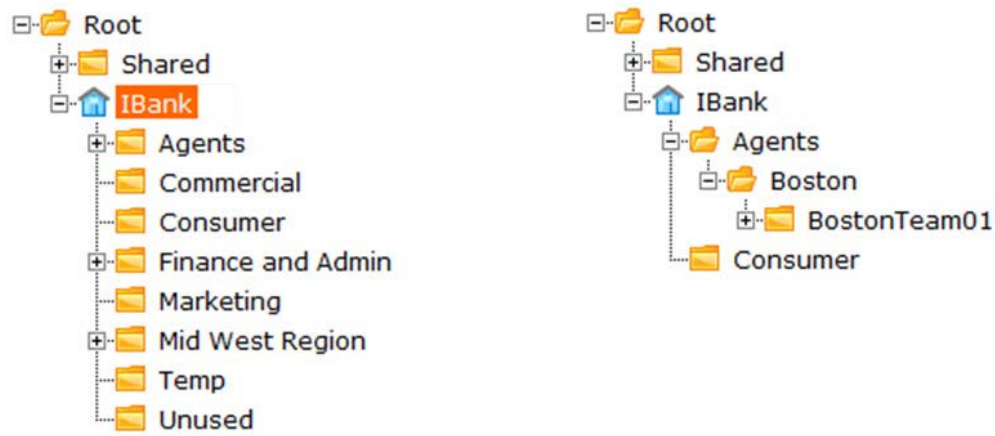 Root
Shared
IBank
Agents
Commercial
Consumer
Finance and Admin
Marketing
Mid West Region
Temp
Unused
Root
Shared
IBank
Agents
Boston
BostonTeam01
Consumer